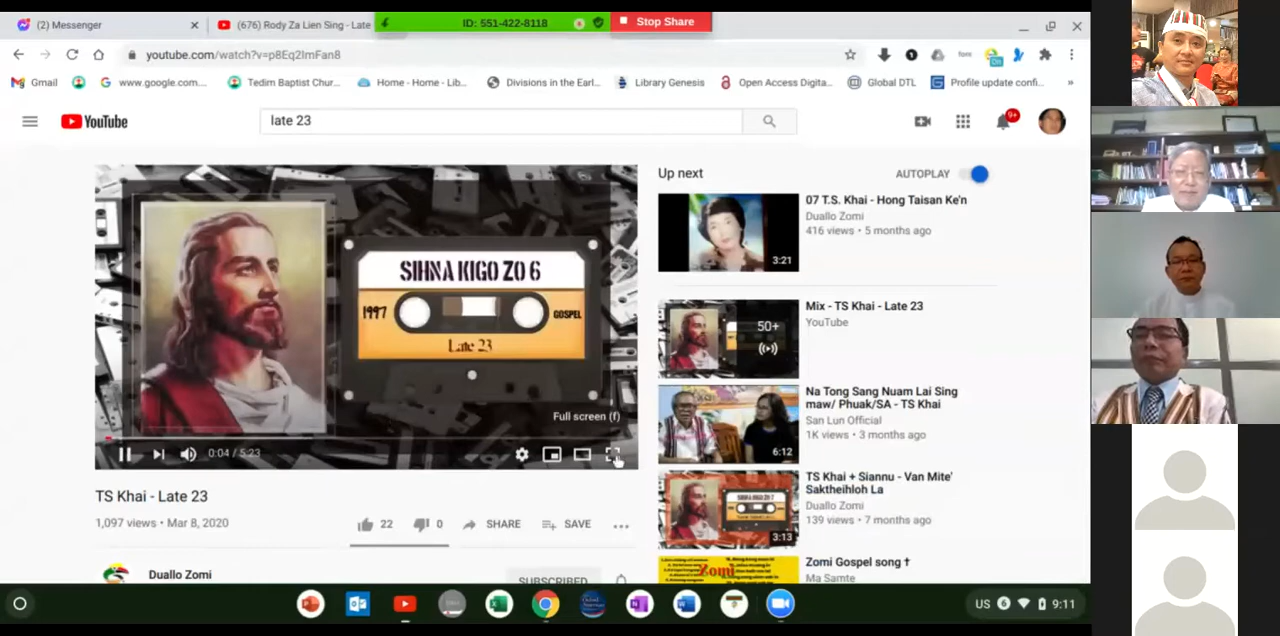 (2) Messenger
(676) Rody Za Lien Sing - Late
ID: 551-422-8118
Stop Share
youtube.com/watch?v=p8Eq2ImFan8
Gmail
www.google.com....
Tedim Baptist Chur...
Home - Home - Lib...
Divisions in the Earl...
Library Genesis
Open Access Digita...
Global DTL
Profile update confi...
»
YouTube
late 23
9+
SIHNA KIGO ZO 6
1997
GOSPEL
Late 23
Full screen (f)
0:04 / 5:23
TS Khai - Late 23
1,097 views • Mar 8, 2020
22
0
SHARE
SAVE
Duallo Zomi
SUBSCRIBED
Up next
AUTOPLAY
07 T.S. Khai - Hong Taisan Ke'n
Duallo Zomi
416 views • 5 months ago
3:21
Mix - TS Khai - Late 23
YouTube
50+
Na Tong Sang Nuam Lai Sing
maw/ Phuak/SA - TS Khai
San Lun Official
1K views • 3 months ago
6:12
TS Khai + Siannu - Van Mite'
Saktheihloh La
Duallo Zomi
139 views • 7 months ago
3:13
Zomi Gospel song †
Ma Samte
Zomi
US
6
9:11